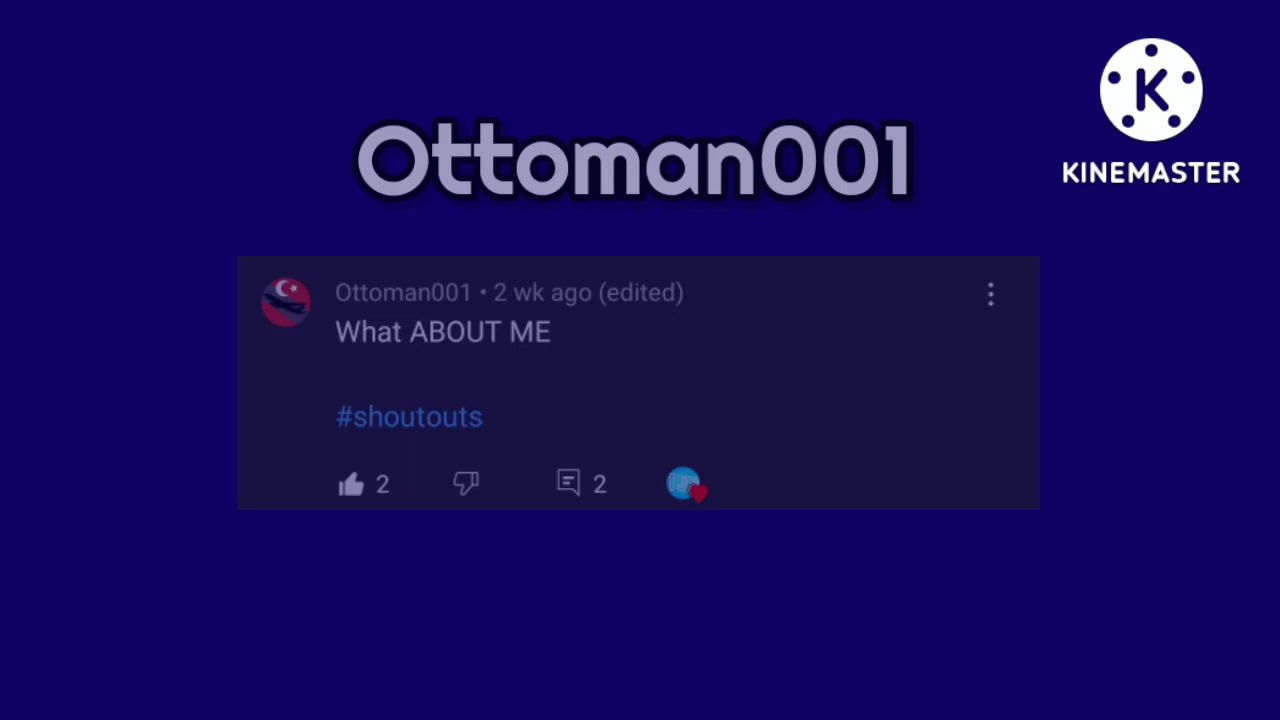 Ottoman001
K
KINEMASTER
Ottoman001 • 2 wk ago (edited)
What ABOUT ME
#shoutouts
2 2